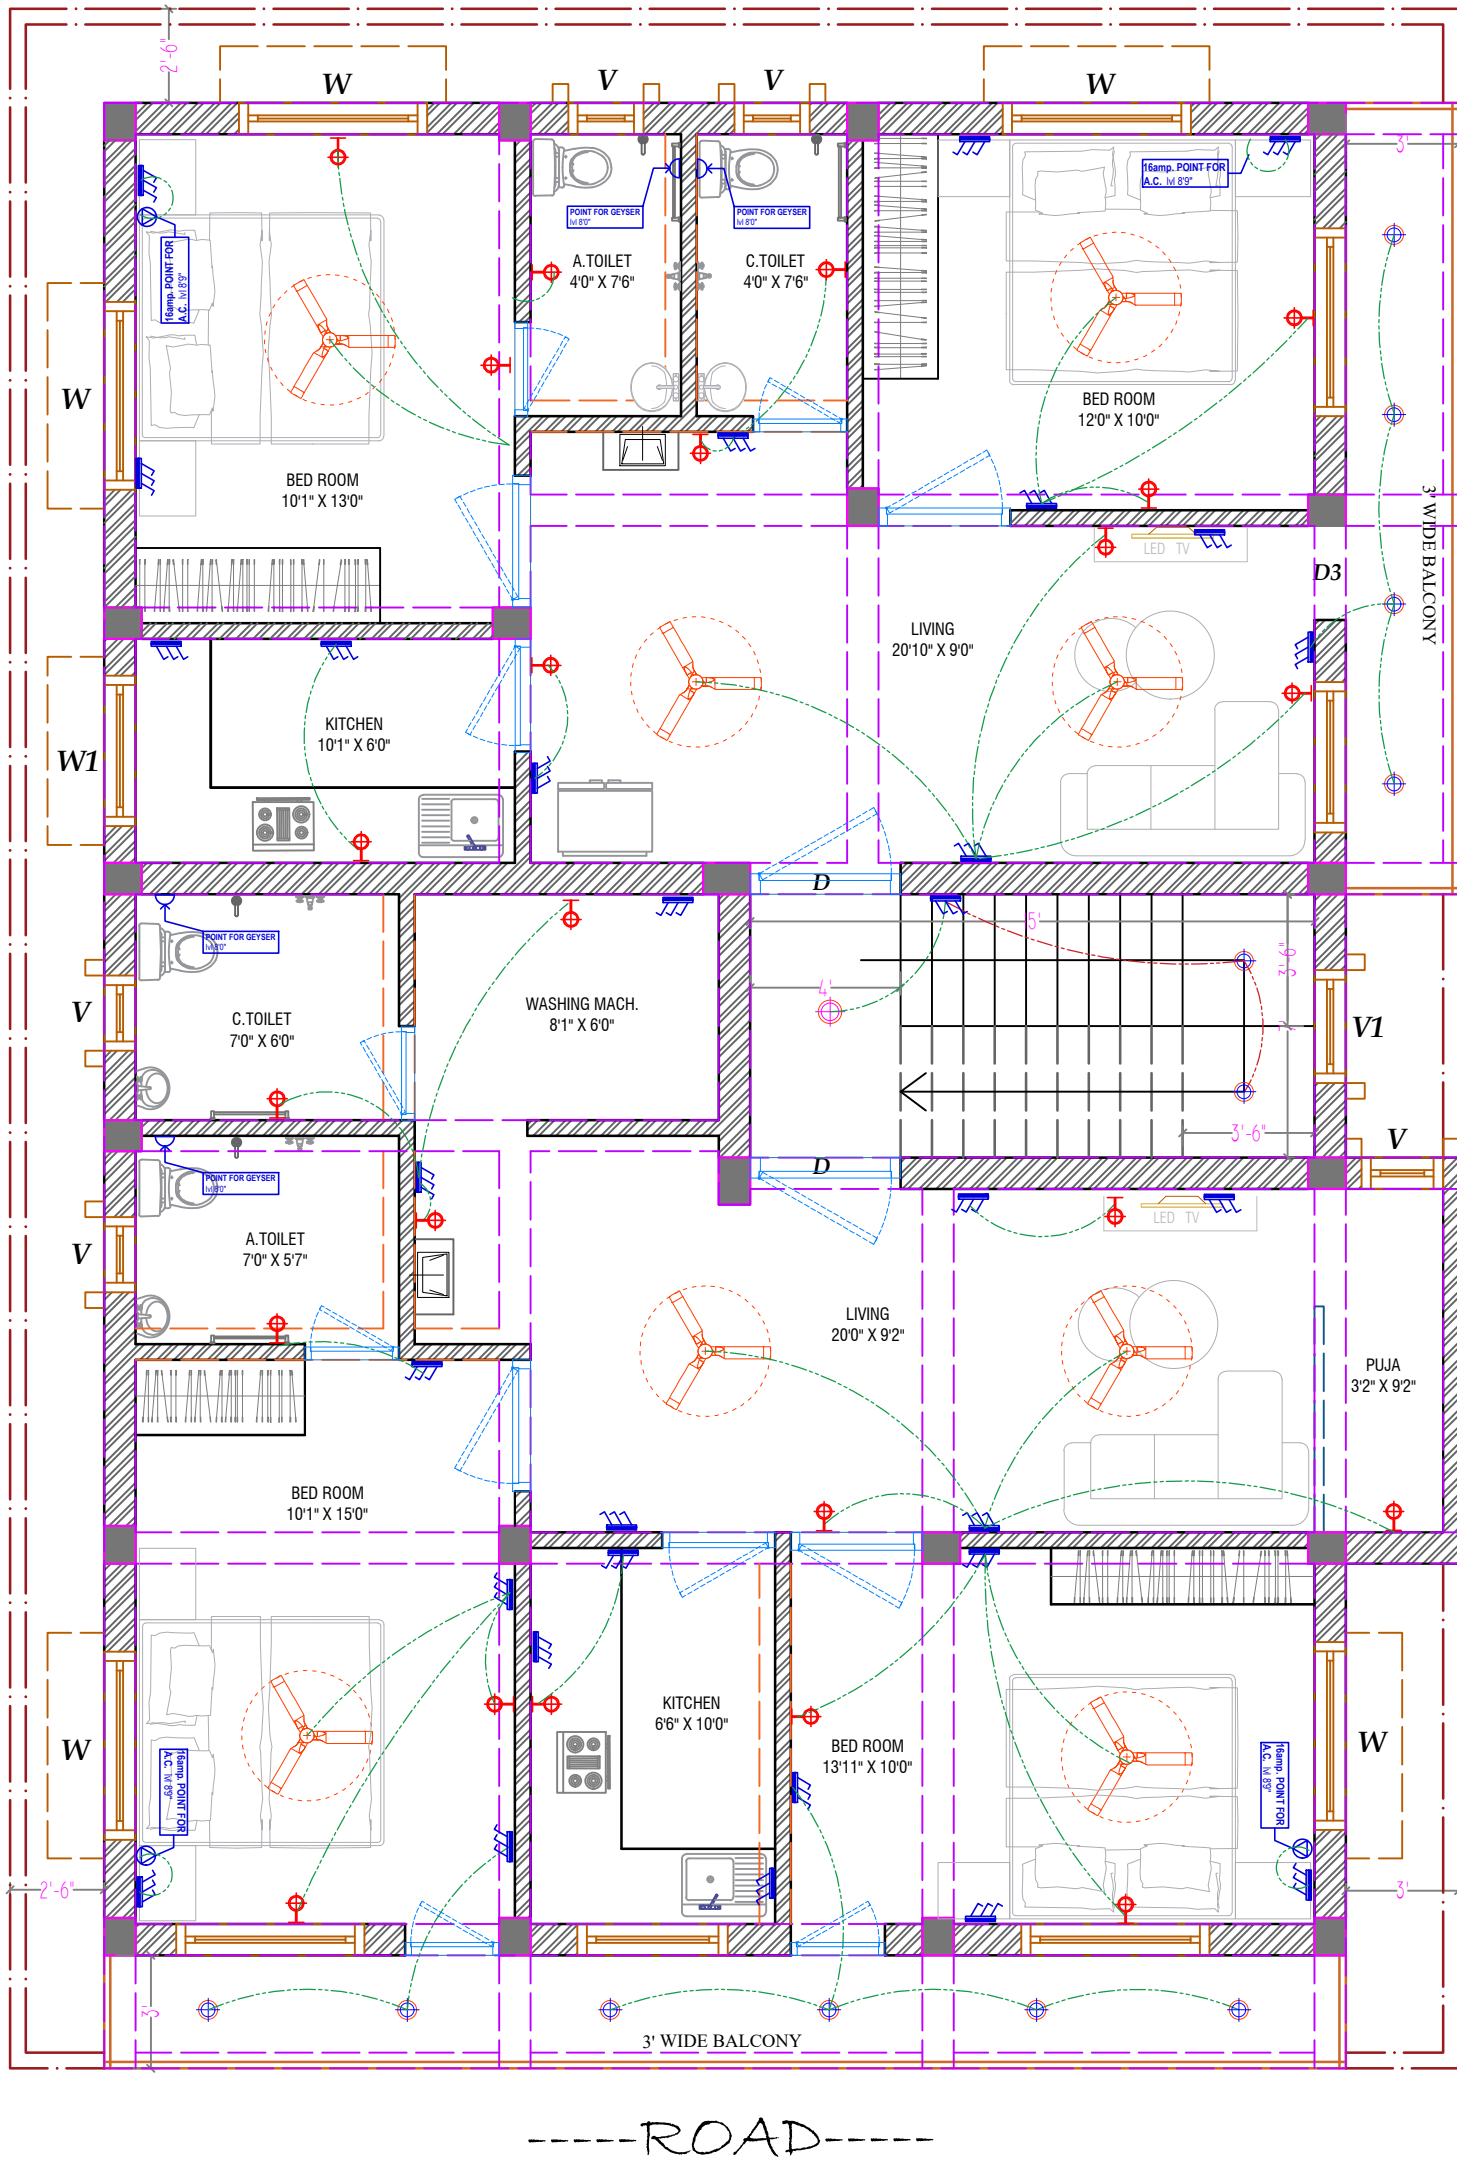 2'-6"
W
V
V
W
3'
16amp. POINT FOR
A.C. lvl 8'9"
POINT FOR GEYSER
lvl 8'0"
POINT FOR GEYSER
lvl 8'0"
16amp. POINT FOR
A.C. lvl 8'9"
A.TOILET
4'0" X 7'6"
C.TOILET
4'0" X 7'6"
W
BED ROOM
12'0" X 10'0"
BED ROOM
10'1" X 13'0"
3' WIDE BALCONY
LED TV
D3
LIVING
20'10" X 9'0"
KITCHEN
10'1" X 6'0"
W1
D
5'
POINT FOR GEYSER
lvl 8'0"
3'-6"
4'
WASHING MACH.
8'1" X 6'0"
C.TOILET
7'0" X 6'0"
V
V1
3'-6"
V
D
POINT FOR GEYSER
lvl 8'0"
LED TV
A.TOILET
7'0" X 5'7"
V
LIVING
20'0" X 9'2"
PUJA
3'2" X 9'2"
BED ROOM
10'1" X 15'0"
KITCHEN
6'6" X 10'0"
BED ROOM
13'11" X 10'0"
W
W
16amp. POINT FOR
A.C. lvl 8'9"
16amp. POINT FOR
A.C. lvl 8'9"
2'-6"
3'
3'
3' WIDE BALCONY
-----ROAD-----